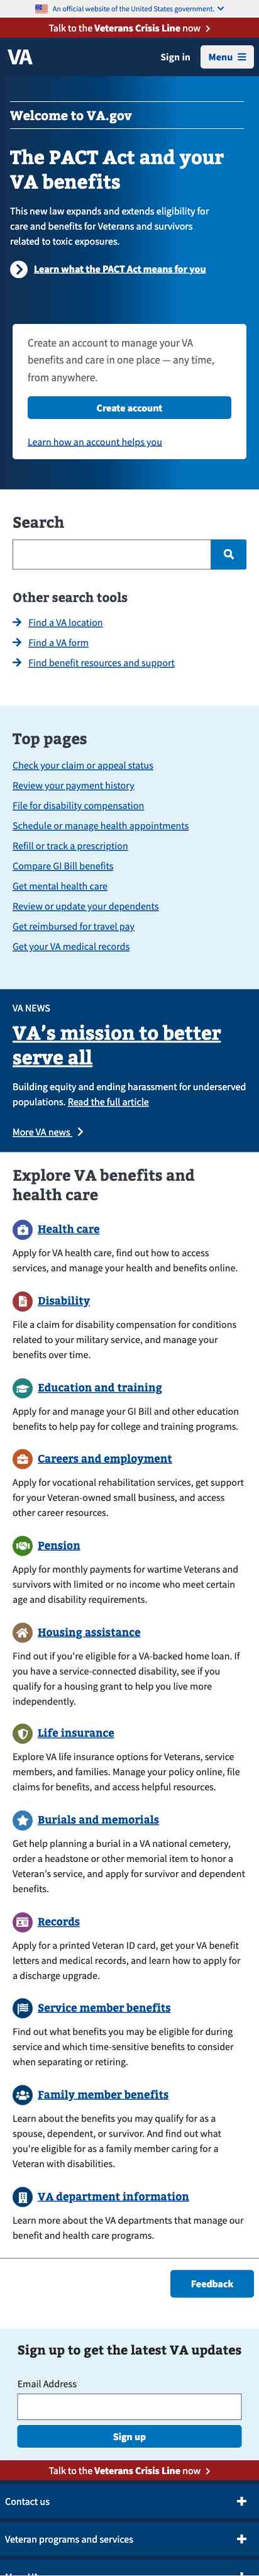 An official website of the United States government.
Talk to the Veterans Crisis Line now
VA
Sign in
Menu
Welcome to VA.gov
The PACT Act and your
VA benefits
This new law expands and extends eligibility for
care and benefits for Veterans and survivors
related to toxic exposures.
Learn what the PACT Act means for you
Create an account to manage your VA
benefits and care in one place — any time,
from anywhere.
Create account
Learn how an account helps you
Search
Other search tools
Find a VA location
Find a VA form
Find benefit resources and support
Top pages
Check your claim or appeal status
Review your payment history
File for disability compensation
Schedule or manage health appointments
Refill or track a prescription
Compare GI Bill benefits
Get mental health care
Review or update your dependents
Get reimbursed for travel pay
Get your VA medical records
VA NEWS
VA’s mission to better
serve all
Building equity and ending harassment for underserved
populations. Read the full article
More VA news
Explore VA benefits and
health care
Health care
Apply for VA health care, find out how to access
services, and manage your health and benefits online.
Disability
File a claim for disability compensation for conditions
related to your military service, and manage your
benefits over time.
Education and training
Apply for and manage your GI Bill and other education
benefits to help pay for college and training programs.
Careers and employment
Apply for vocational rehabilitation services, get support
for your Veteran-owned small business, and access
other career resources.
Pension
Apply for monthly payments for wartime Veterans and
survivors with limited or no income who meet certain
age and disability requirements.
Housing assistance
Find out if you're eligible for a VA-backed home loan. If
you have a service-connected disability, see if you
qualify for a housing grant to help you live more
independently.
Life insurance
Explore VA life insurance options for Veterans, service
members, and families. Manage your policy online, file
claims for benefits, and access helpful resources.
Burials and memorials
Get help planning a burial in a VA national cemetery,
order a headstone or other memorial item to honor a
Veteran's service, and apply for survivor and dependent
benefits.
Records
Apply for a printed Veteran ID card, get your VA benefit
letters and medical records, and learn how to apply for
a discharge upgrade.
Service member benefits
Find out what benefits you may be eligible for during
service and which time-sensitive benefits to consider
when separating or retiring.
Family member benefits
Learn about the benefits you may qualify for as a
spouse, dependent, or survivor. And find out what
you're eligible for as a family member caring for a
Veteran with disabilities.
VA department information
Learn more about the VA departments that manage our
benefit and health care programs.
Feedback
Sign up to get the latest VA updates
Email Address
Sign up
Talk to the Veterans Crisis Line now
Contact us
Veteran programs and services